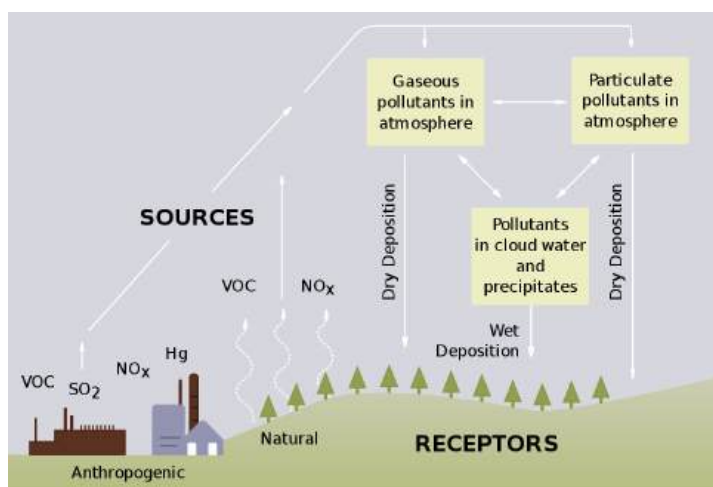 Gaseous
pollutants in
atmosphere
Particulate
pollutants in
atmosphere
SOURCES
Dry Deposition
Pollutants
in cloud water
and
precipitates
Dry Deposition
VOC
NOx
Wet
Deposition
VOC
SO2
NOx
Hg
Natural
RECEPTORS
Anthropogenic